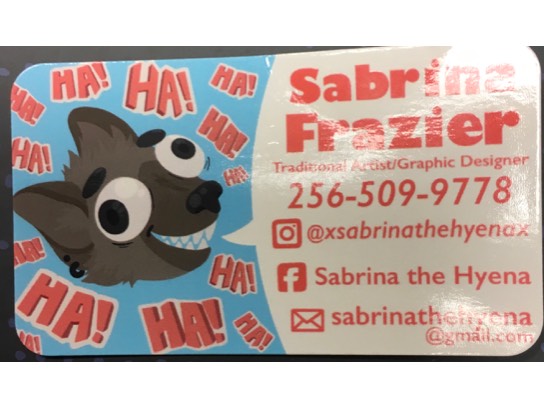 HA!
HA!
HA!
HA!
HA!
HA!
HA!
HA!
HA!
HA!
HA!
HA!
Sabrina
Frazier
Traditional Artist/Graphic Designer
256-509-9778
@xsabrinathehyenax
Sabrina the Hyena
sabrinathehyena
@gmail.com